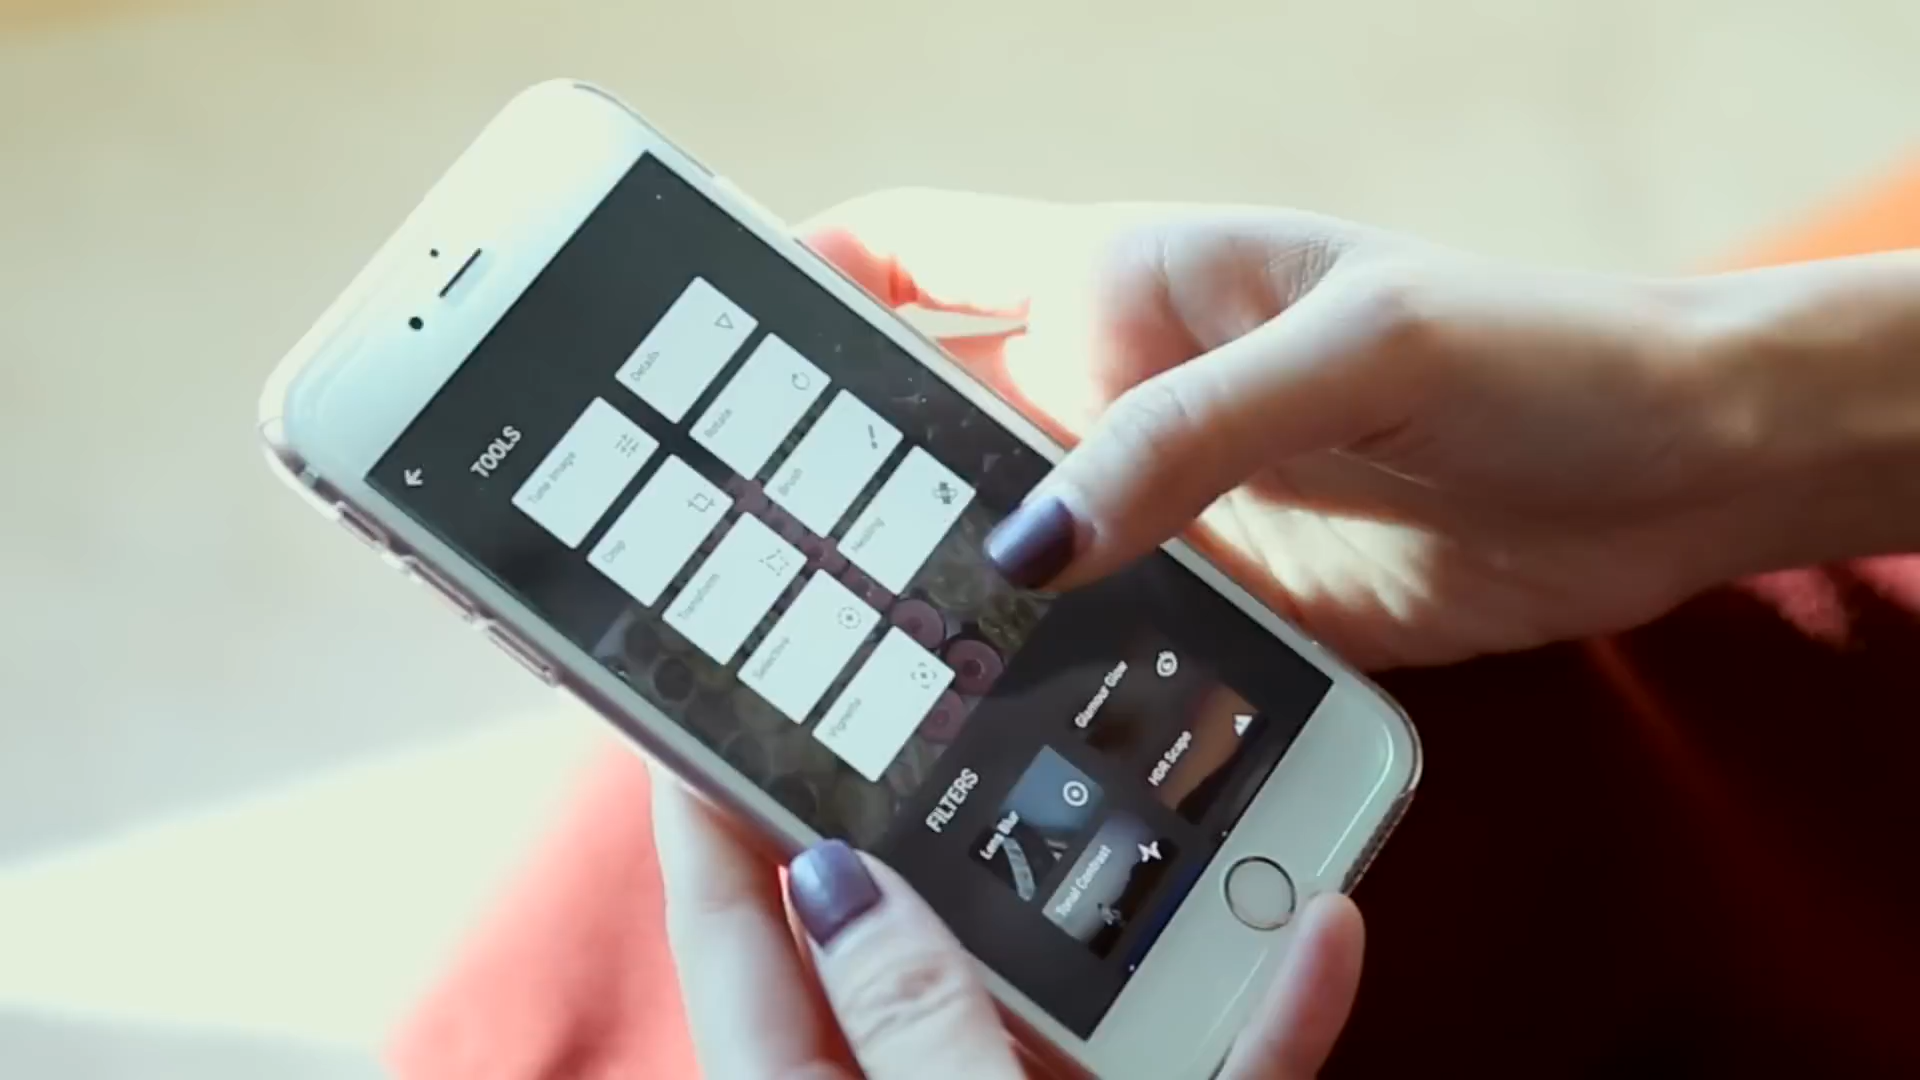 TOOLS
Tune Image
Details
Crop
Rotate
Transform
Brush
Selective
Healing
Vignette
FILTERS
Lens Blur
Glamour Glow
Tonal Contrast
HDR Scape